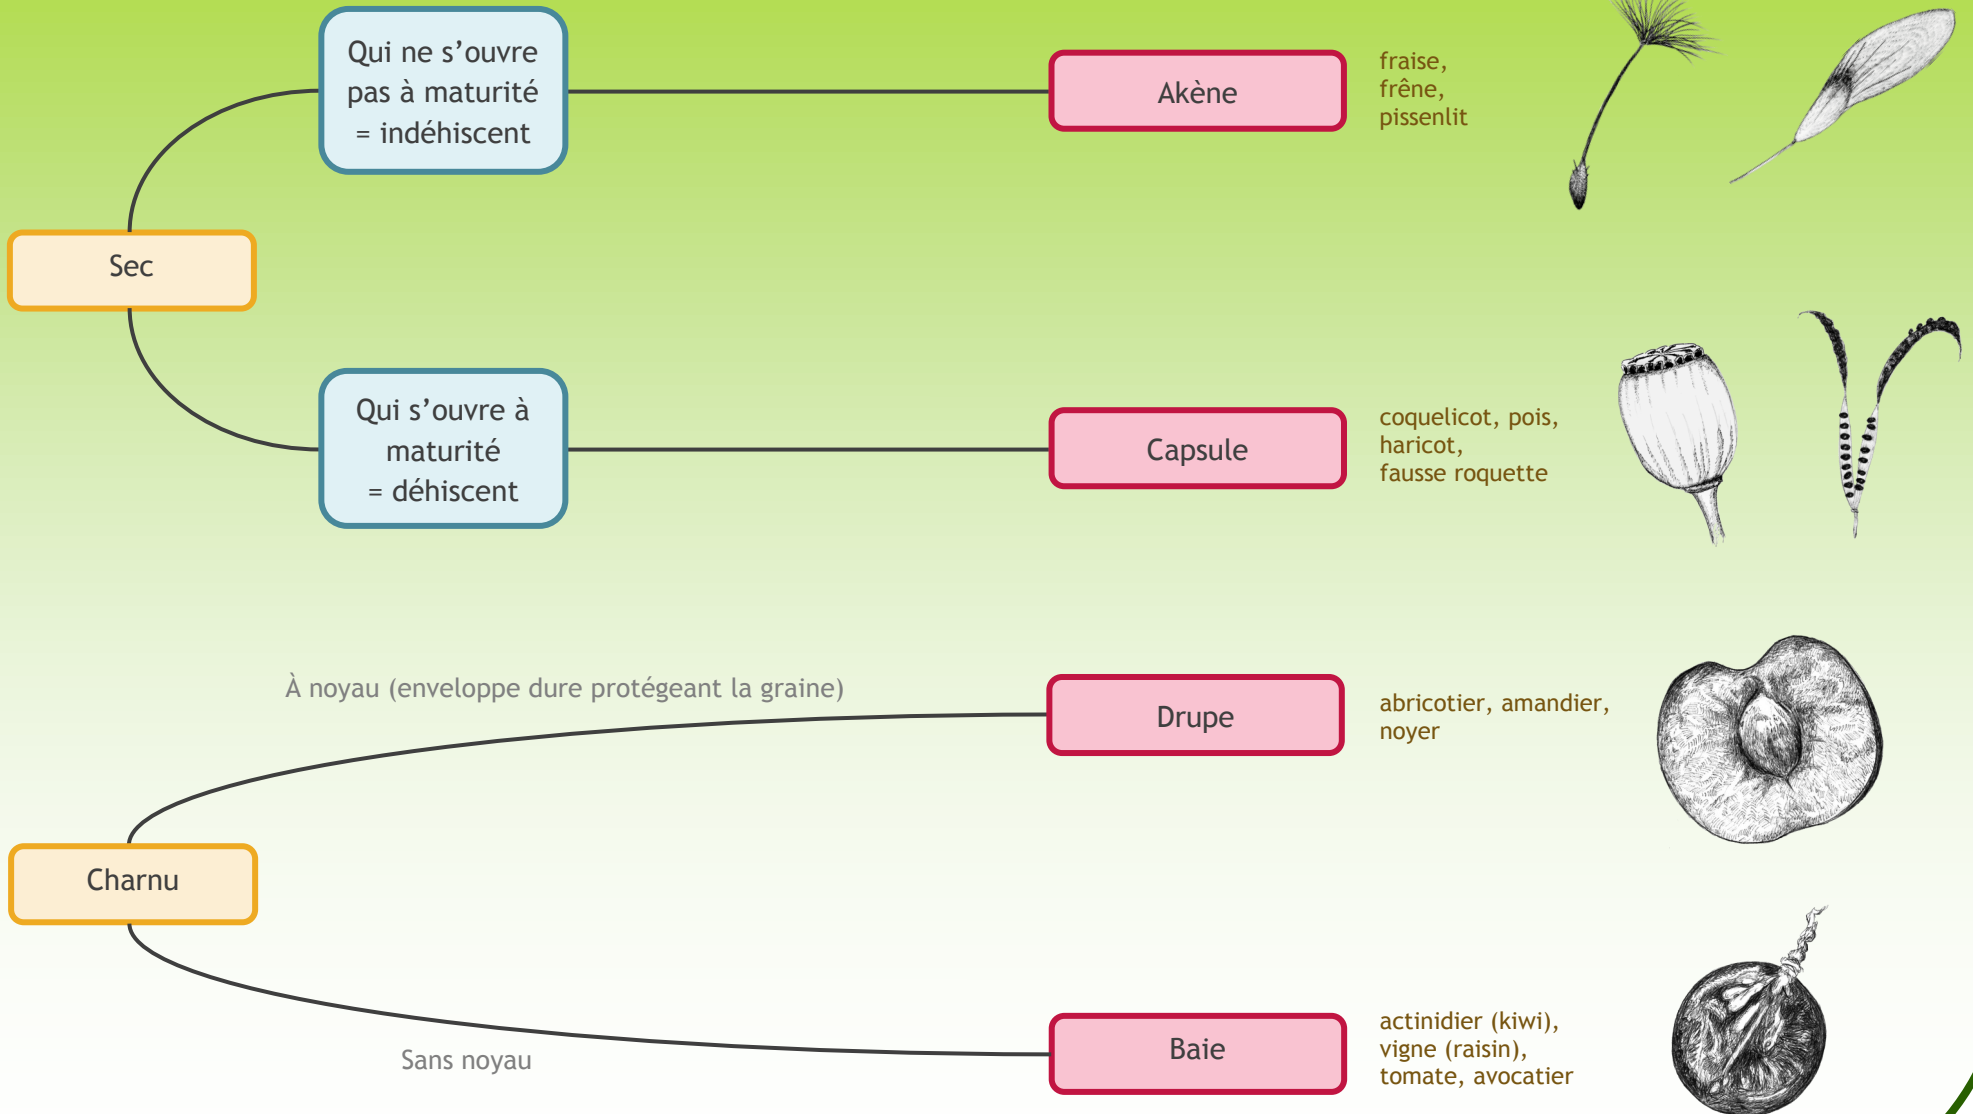 Qui ne s’ouvre
pas à maturité
= indéhiscent
Akène
fraise,
frêne,
pissenlit
Sec
Qui s’ouvre à
maturité
= déhiscent
Capsule
coquelicot, pois,
haricot,
fausse roquette
À noyau (enveloppe dure protégeant la graine)
Drupe
abricotier, amandier,
noyer
Charnu
Sans noyau
Baie
actinidier (kiwi),
vigne (raisin),
tomate, avocatier